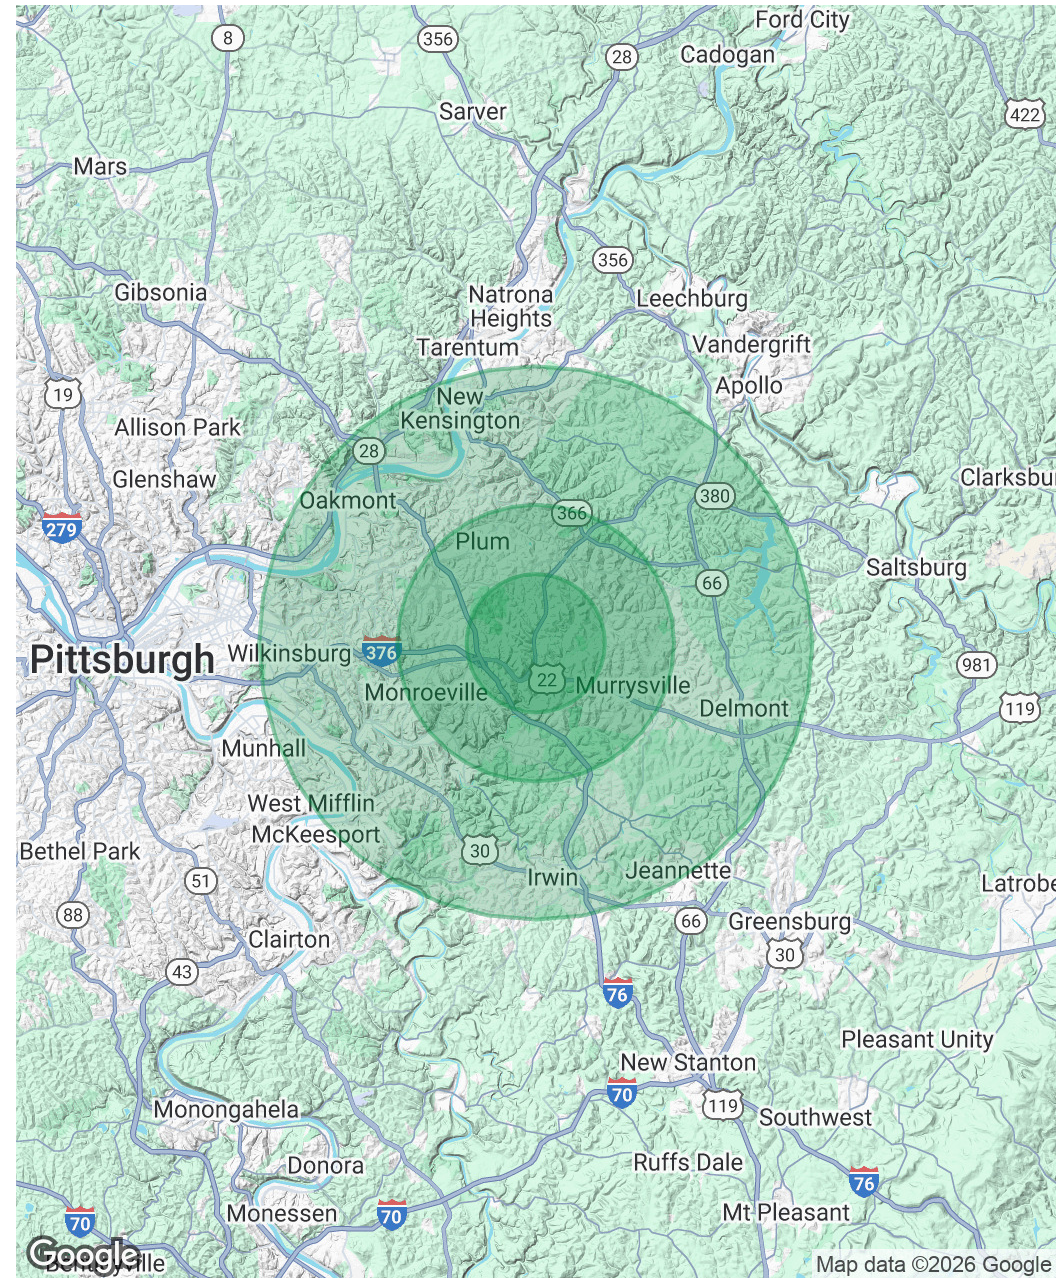 Ford City
8
356
28
Cadogan
422
Sarver
Mars
356
Gibsonia
Natrona
Heights
Leechburg
Tarentum
Vandergrift
19
New
Kensington
Apollo
Allison Park
28
Glenshaw
Clarksbu
Oakmont
380
279
366
Plum
Saltsburg
66
Pittsburgh
Wilkinsburg
376
981
Monroeville
22
Murrysville
Delmont
119
Munhall
West Mifflin
McKeesport
Bethel Park
30
51
Irwin
Jeannette
Latrobe
88
66
Greensburg
Clairton
30
43
76
Pleasant Unity
New Stanton
70
119
Monongahela
Southwest
Donora
Ruffs Dale
76
Monessen
70
70
Mt Pleasant
Google
Map data ©2026 Google